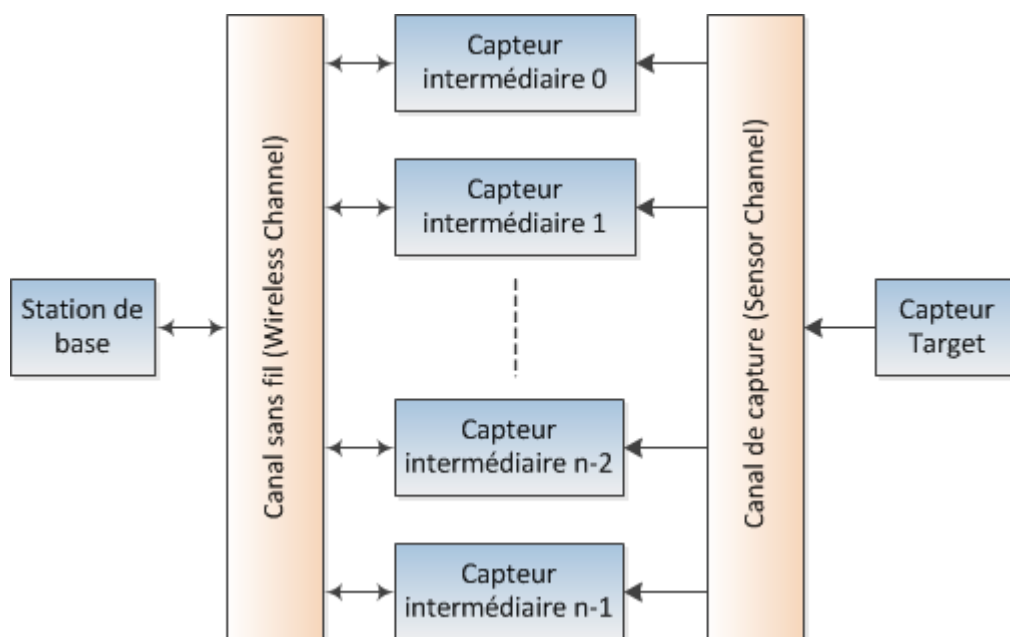 Station de
base
Canal sans fil (Wireless Channel)
Capteur
intermédiaire 0
Capteur
intermédiaire 1
Capteur
intermédiaire n-2
Capteur
intermédiaire n-1
Canal de capture (Sensor Channel)
Capteur
Target